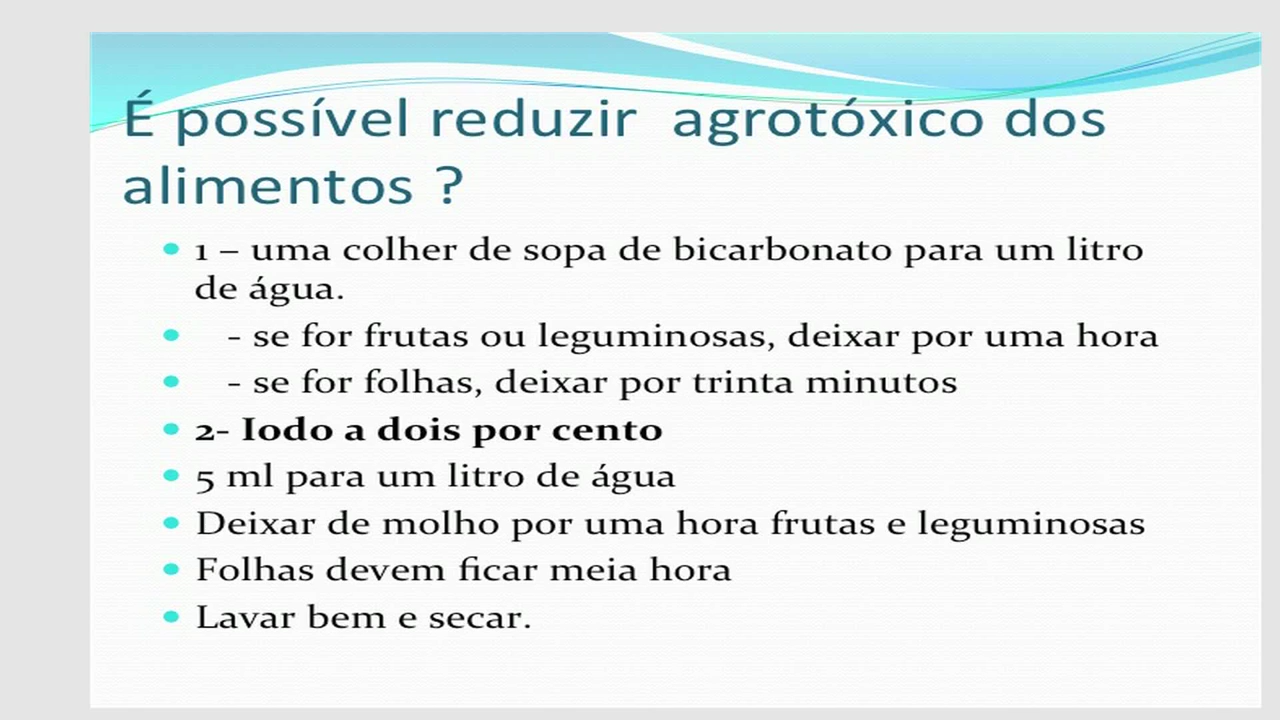 É possível reduzir agrotóxico dos
alimentos ?
• 1 – uma colher de sopa de bicarbonato para um litro
de água.
• - se for frutas ou leguminosas, deixar por uma hora
• - se for folhas, deixar por trinta minutos
• 2- Iodo a dois por cento
• 5 ml para um litro de água
• Deixar de molho por uma hora frutas e leguminosas
• Folhas devem ficar meia hora
• Lavar bem e secar.